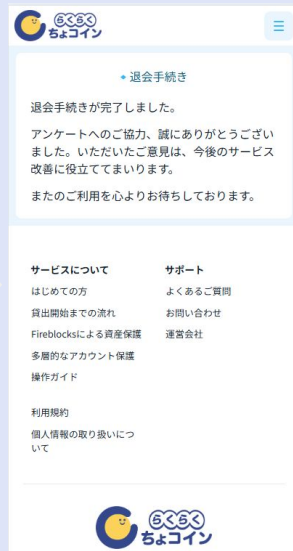 らくらく
ちょコイン
退会手続き
退会手続きが完了しました。
アンケートへのご協力、誠にありがとうござい
ました。いただいたご意見は、今後のサービス
改善に役立ててまいります。
またのご利用を心よりお待ちしております。
サービスについて
はじめての方
貸出開始までの流れ
Fireblocksによる資産保護
多層的なアカウント保護
操作ガイド
利用規約
個人情報の取り扱いにつ
いて
サポート
よくあるご質問
お問い合わせ
運営会社
らくらく
ちょコイン